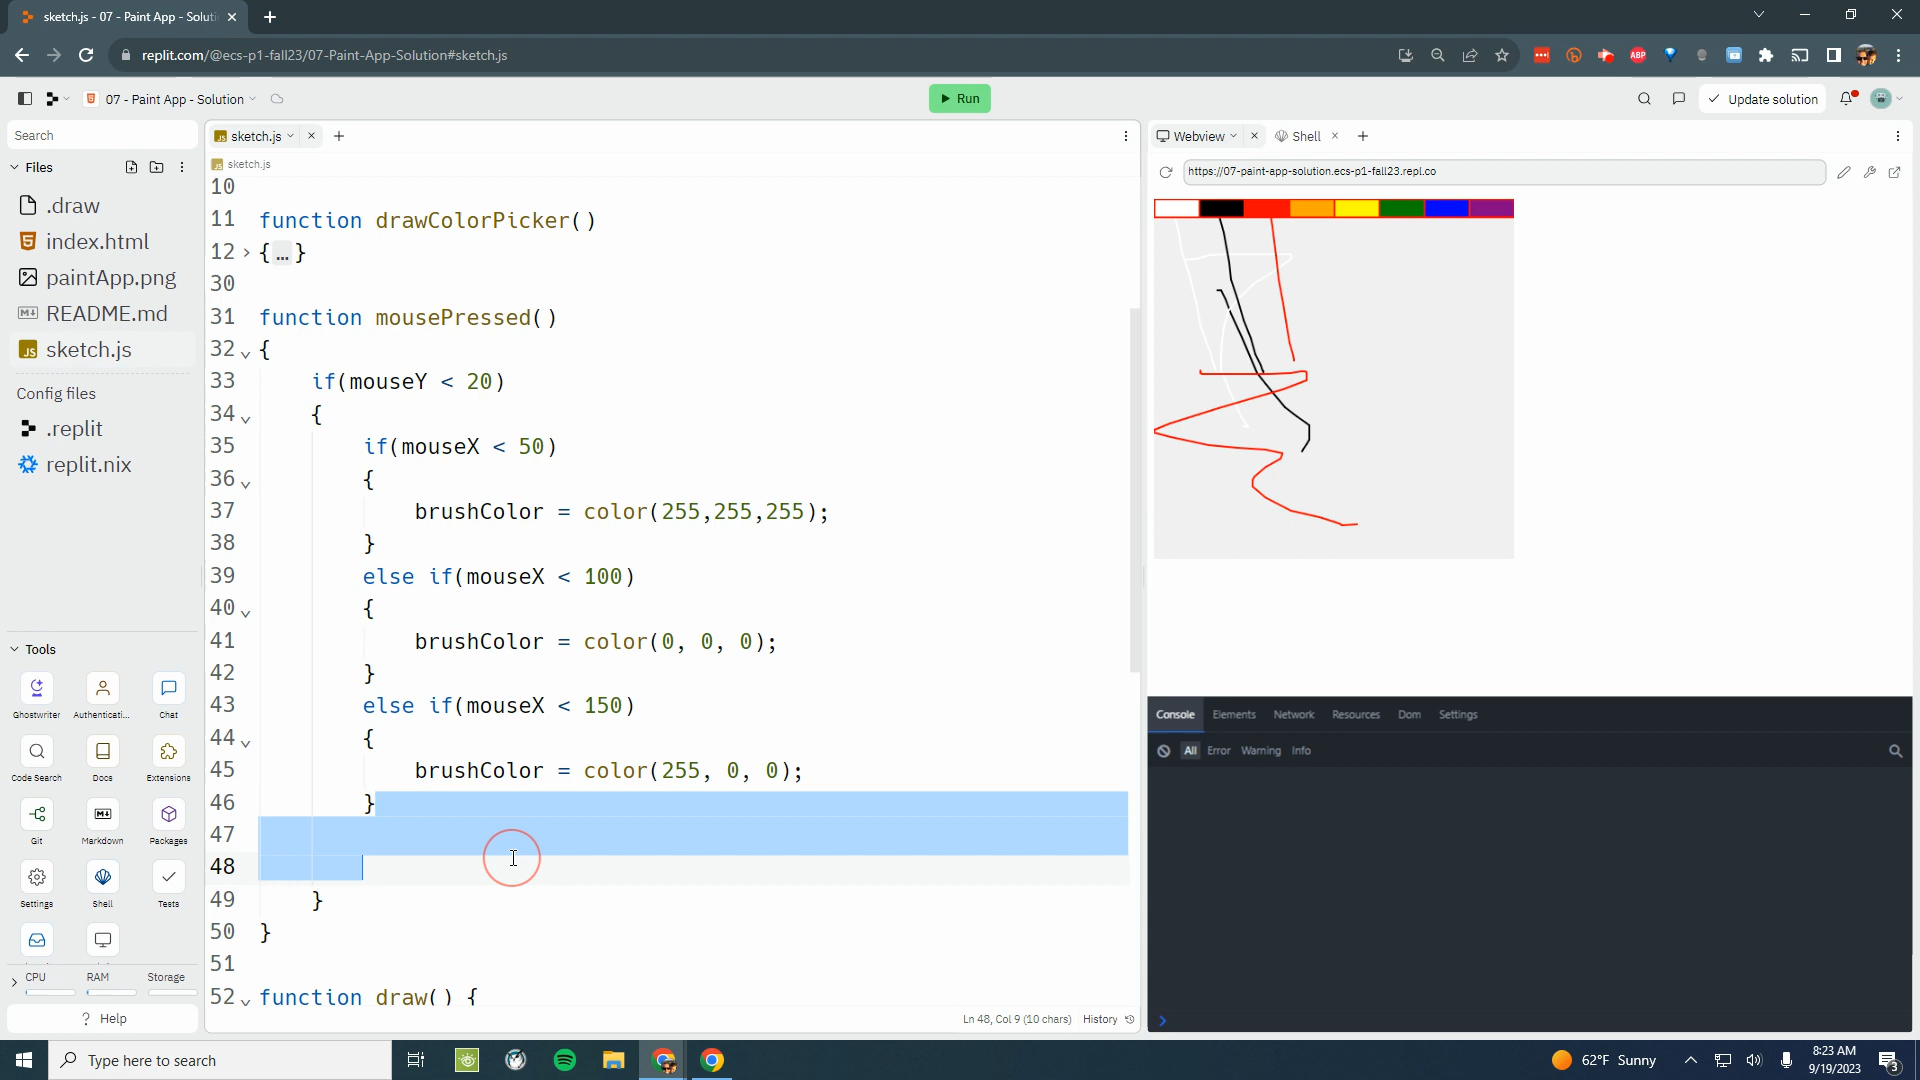 sketch.js - 07 - Paint App - Soluti
replit.com/@ecs-p1-fall23/07-Paint-App-Solution#sketch.js
ABP
07 - Paint App - Solution
Run
Update solution
Search
sketch.js
Webview
Shell
Files
sketch.js
https://07-paint-app-solution.ecs-p1-fall23.repl.co
.draw
index.html
paintApp.png
README.md
sketch.js
Config files
.replit
replit.nix
10
11 function drawColorPicker()
12 {…}
30
31 function mousePressed()
32 {
33 if(mouseY < 20)
34 {
35 if(mouseX < 50)
36 {
37 brushColor = color(255,255,255);
38 }
39 else if(mouseX < 100)
40 {
41 brushColor = color(0, 0, 0);
42 }
43 else if(mouseX < 150)
44 {
45 brushColor = color(255, 0, 0);
46 }
47
48
49 }
50 }
51
52 function draw() {
Tools
Ghostwriter
Authenticati...
Chat
Code Search
Docs
Extensions
Git
Markdown
Packages
Settings
Shell
Tests
CPU RAM Storage
? Help
Ln 48, Col 9 (10 chars) History
Console Elements Network Resources Dom Settings
All Error Warning Info
Type here to search
62°F Sunny
8:23 AM
9/19/2023
3